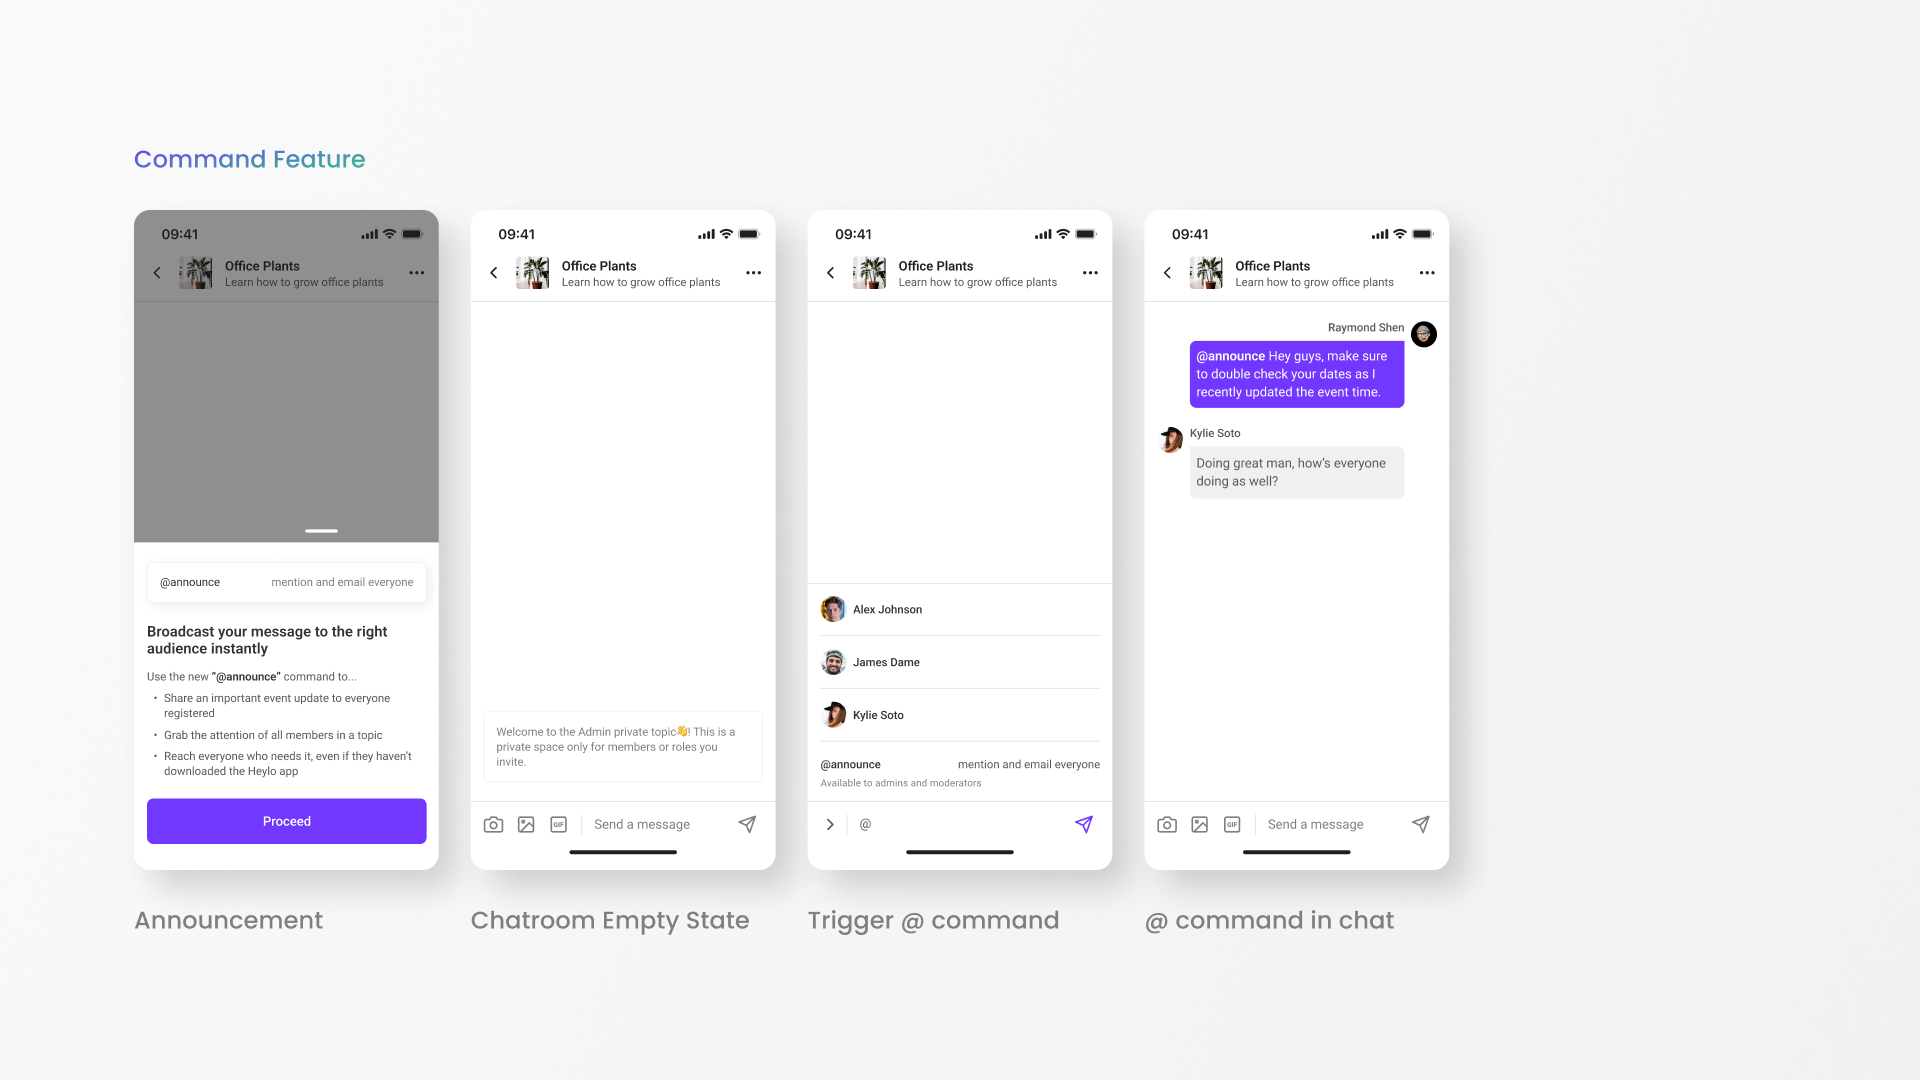 Command Feature
09:41
Office Plants
Learn how to grow office plants
@announce mention and email everyone
Broadcast your message to the right
audience instantly
Use the new “@announce” command to...
• Share an important event update to everyone
registered
• Grab the attention of all members in a topic
• Reach everyone who needs it, even if they haven’t
downloaded the Heylo app
Proceed
Announcement
09:41
Office Plants
Learn how to grow office plants
Welcome to the Admin private topic👋! This is a
private space only for members or roles you
invite.
GIF Send a message
Chatroom Empty State
09:41
Office Plants
Learn how to grow office plants
Alex Johnson
James Dame
Kylie Soto
@announce mention and email everyone
Available to admins and moderators
@
Trigger @ command
09:41
Office Plants
Learn how to grow office plants
Raymond Shen
@announce Hey guys, make sure
to double check your dates as I
recently updated the event time.
Kylie Soto
Doing great man, how’s everyone
doing as well?
GIF Send a message
@ command in chat